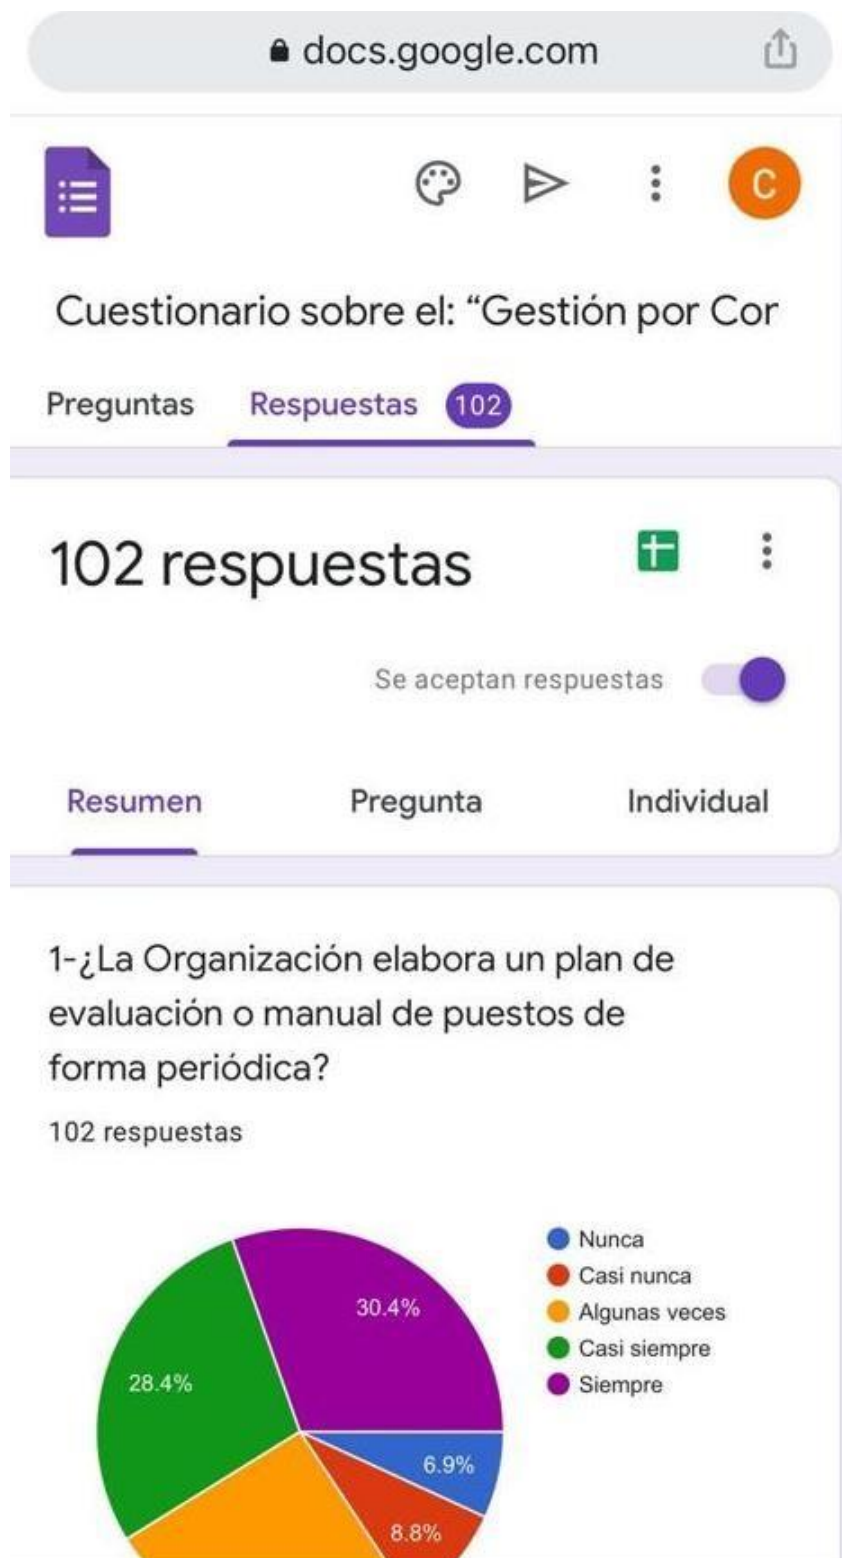 docs.google.com
C
Cuestionario sobre el: “Gestión por Cor
Preguntas Respuestas 102
102 respuestas
Se aceptan respuestas
Resumen Pregunta Individual
1-¿La Organización elabora un plan de
evaluación o manual de puestos de
forma periódica?
102 respuestas
Nunca
Casi nunca
Algunas veces
Casi siempre
Siempre
30.4%
28.4%
6.9%
8.8%